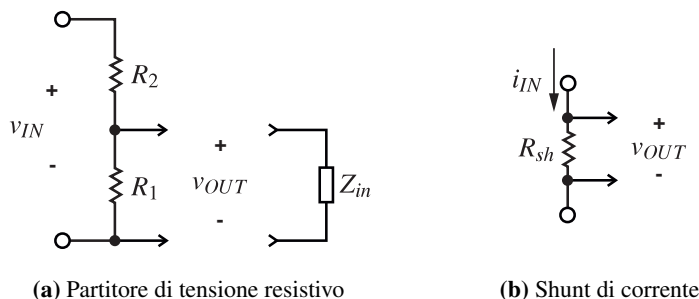 R2
+
vIN
-
R1
+
vOUT
-
Zin
(a) Partitore di tensione resistivo
iIN
Rsh
+
vOUT
-
(b) Shunt di corrente